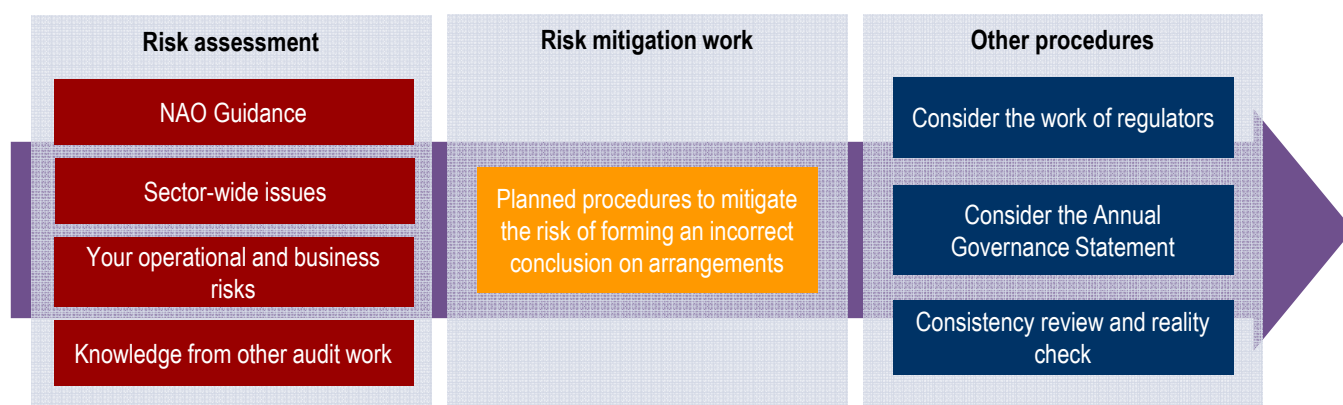 Risk assessment
NAO Guidance
Sector-wide issues
Your operational and business
risks
Knowledge from other audit work
Risk mitigation work
Planned procedures to mitigate
the risk of forming an incorrect
conclusion on arrangements
Other procedures
Consider the work of regulators
Consider the Annual
Governance Statement
Consistency review and reality
check